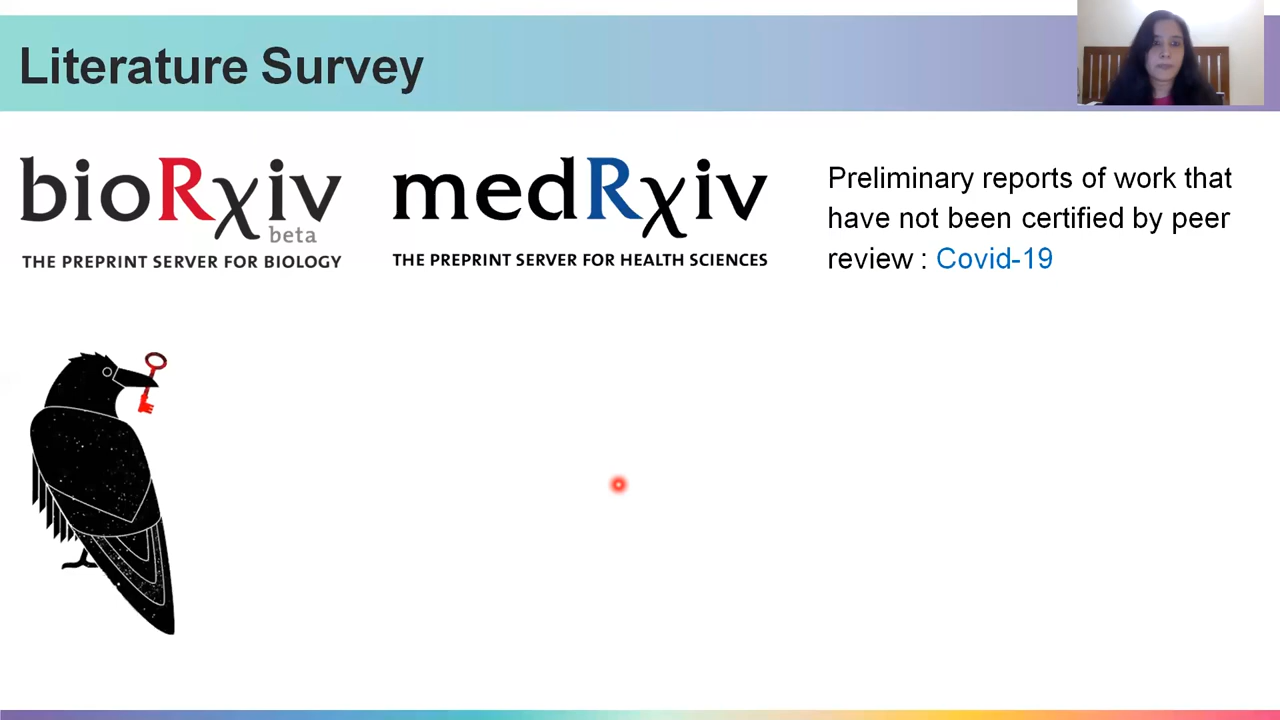 Literature Survey
bioRχiv
beta
THE PREPRINT SERVER FOR BIOLOGY
medRχiv
THE PREPRINT SERVER FOR HEALTH SCIENCES
Preliminary reports of work that
have not been certified by peer
review : Covid-19